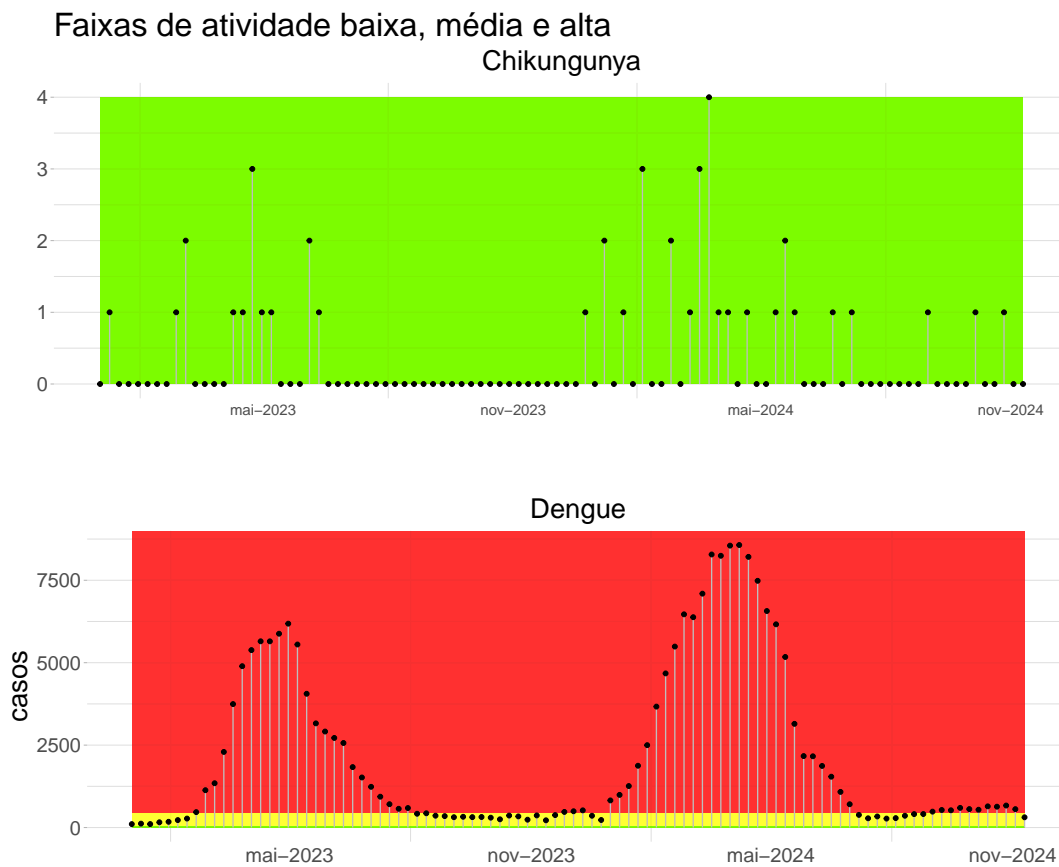 Faixas de atividade baixa, média e alta
Chikungunya
4
3
2
1
0
mai−2023 nov−2023 mai−2024 nov−2024
Dengue
casos
7500
5000
2500
0
mai−2023 nov−2023 mai−2024 nov−2024